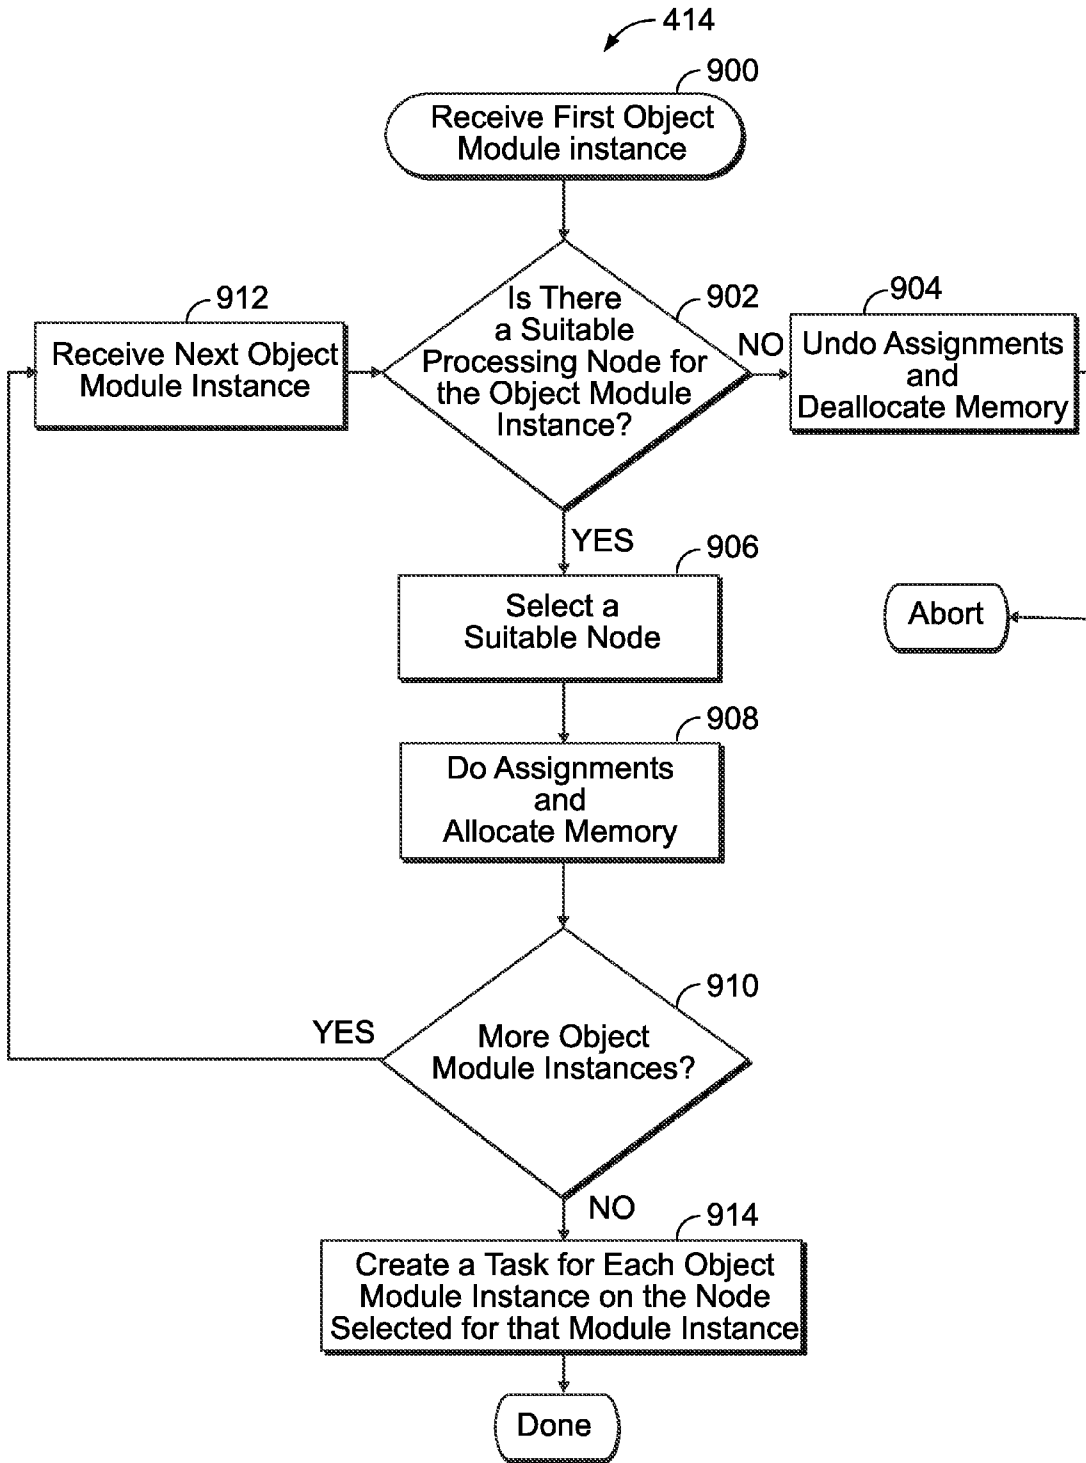 414
900
Receive First Object
Module instance
912
Receive Next Object
Module Instance
902
Is There
a Suitable
Processing Node for
the Object Module
Instance?
NO
904
Undo Assignments
and
Deallocate Memory
YES
906
Select a
Suitable Node
Abort
908
Do Assignments
and
Allocate Memory
910
More Object
Module Instances?
YES
NO
914
Create a Task for Each Object
Module Instance on the Node
Selected for that Module Instance
Done